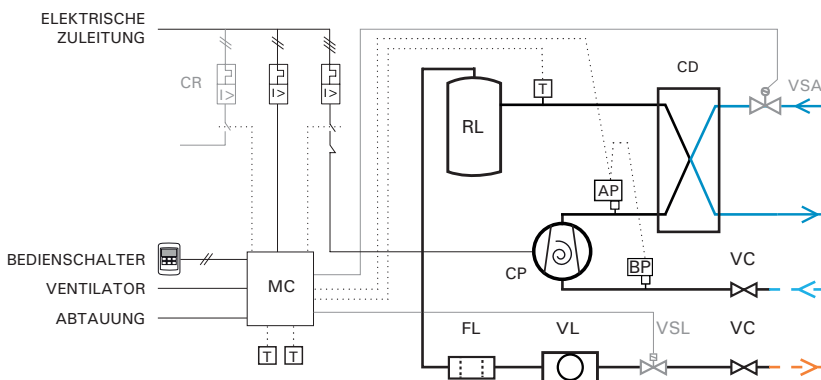 ELEKTRISCHE
ZULEITUNG
CR
I>
I>
I>
T
CD
VSA
RL
AP
BP
CP
VC
BEDIENSCHALTER
VENTILATOR
ABTAUUNG
MC
T
T
FL
VL
VSL
VC